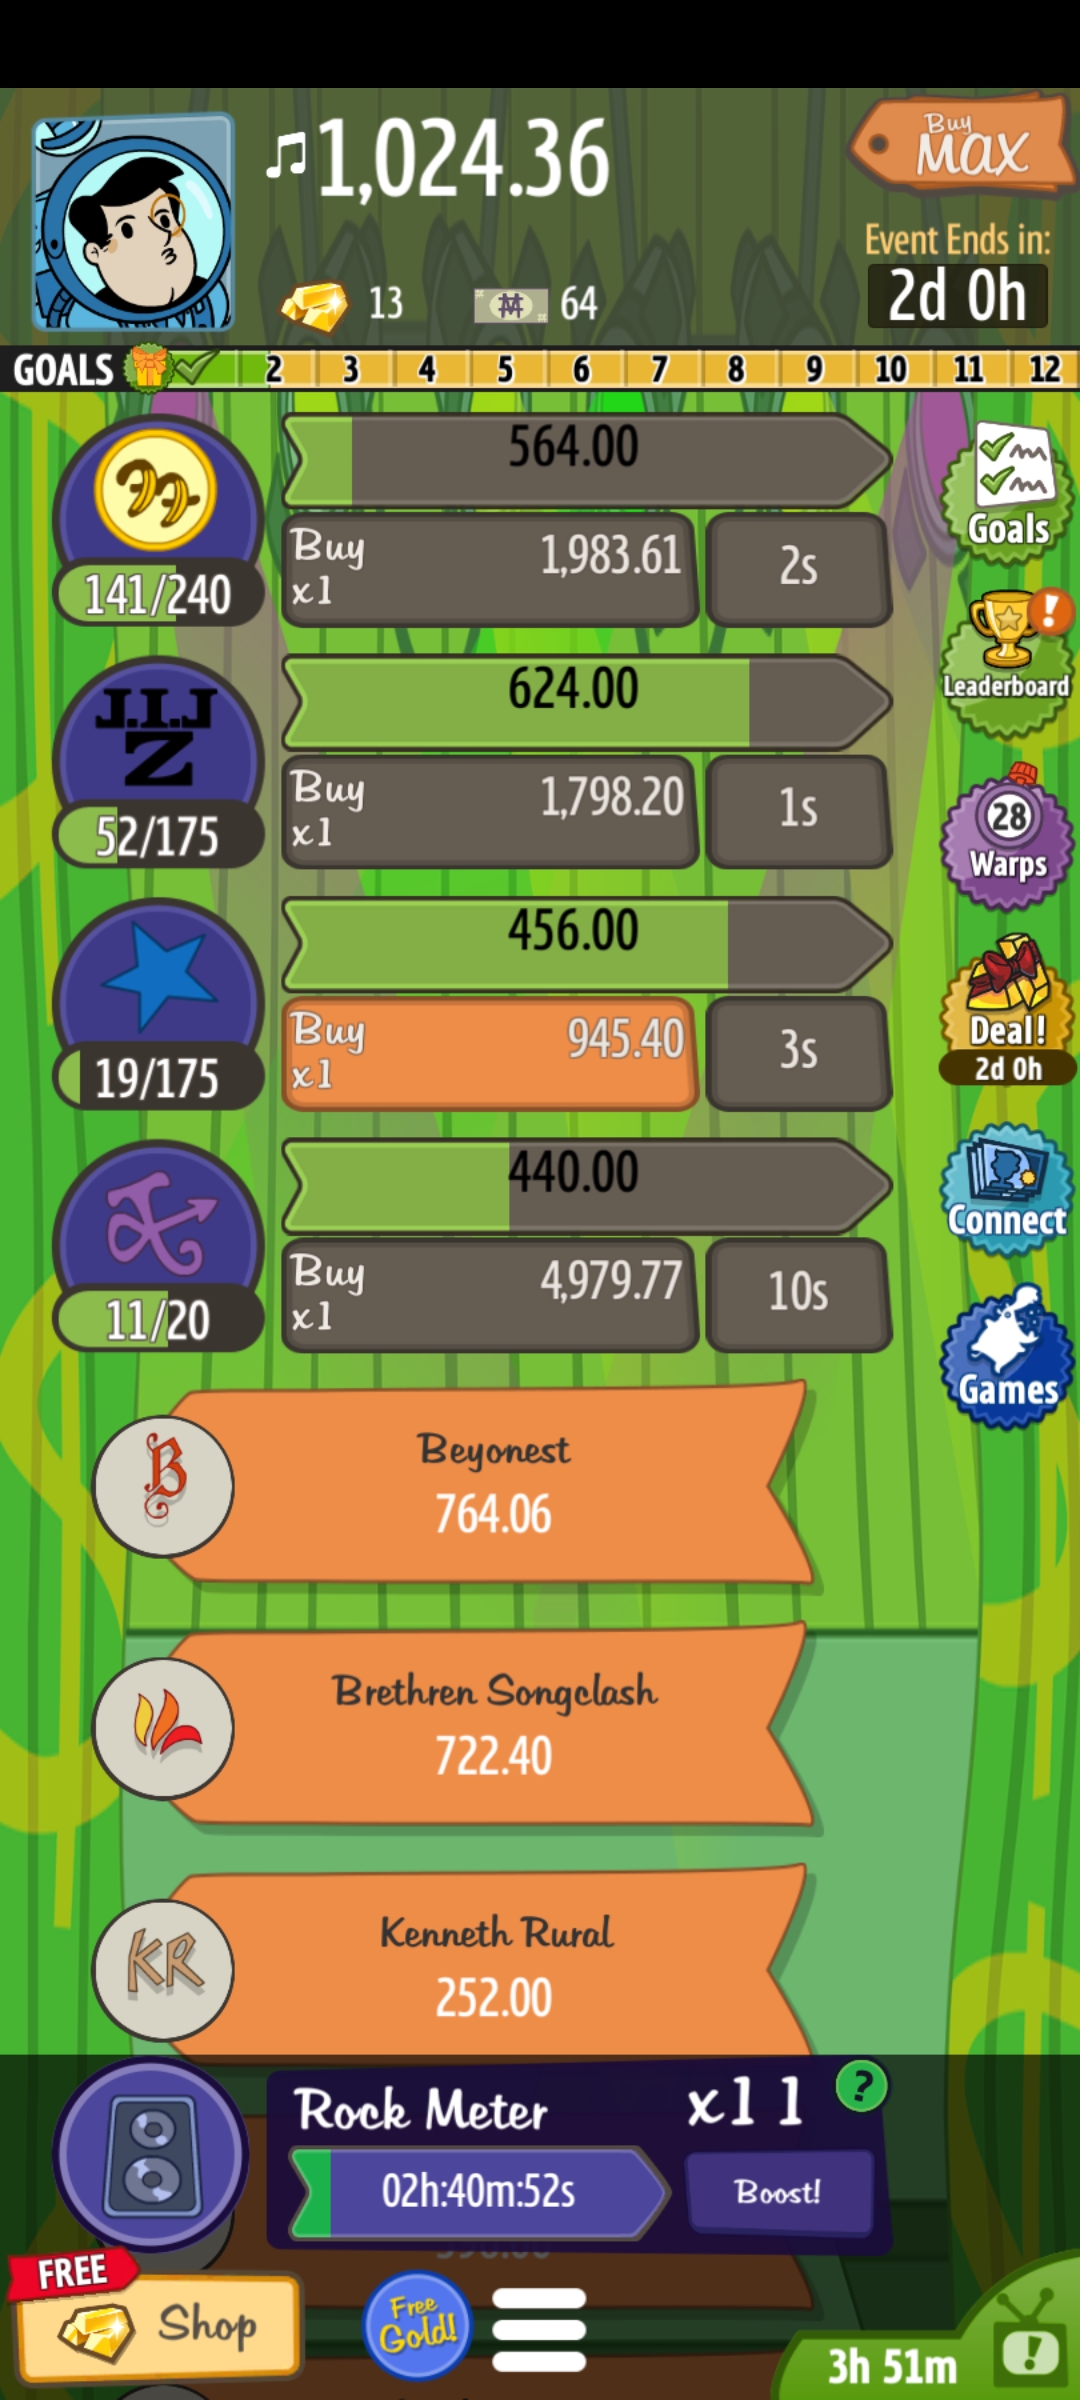 1,024.36
Buy
MAX
Event Ends in:
2d 0h
13
64
GOALS 2 3 4 5 6 7 8 9 10 11 12
564.00
Buy
x1
1,983.61
2s
141/240
Goals
J.I.J
Z
624.00
Buy
x1
1,798.20
1s
52/175
!
Leaderboard
456.00
Buy
x1
945.40
3s
19/175
28
Warps
440.00
Buy
x1
4,979.77
10s
11/20
Deal!
2d 0h
Connect
Games
B
Beyonest
764.06
Brethren Songclash
722.40
KR
Kenneth Rural
252.00
Rock Meter
x11
?
02h:40m:52s
Boost!
FREE
Shop
Free
Gold!
3h 51m
!